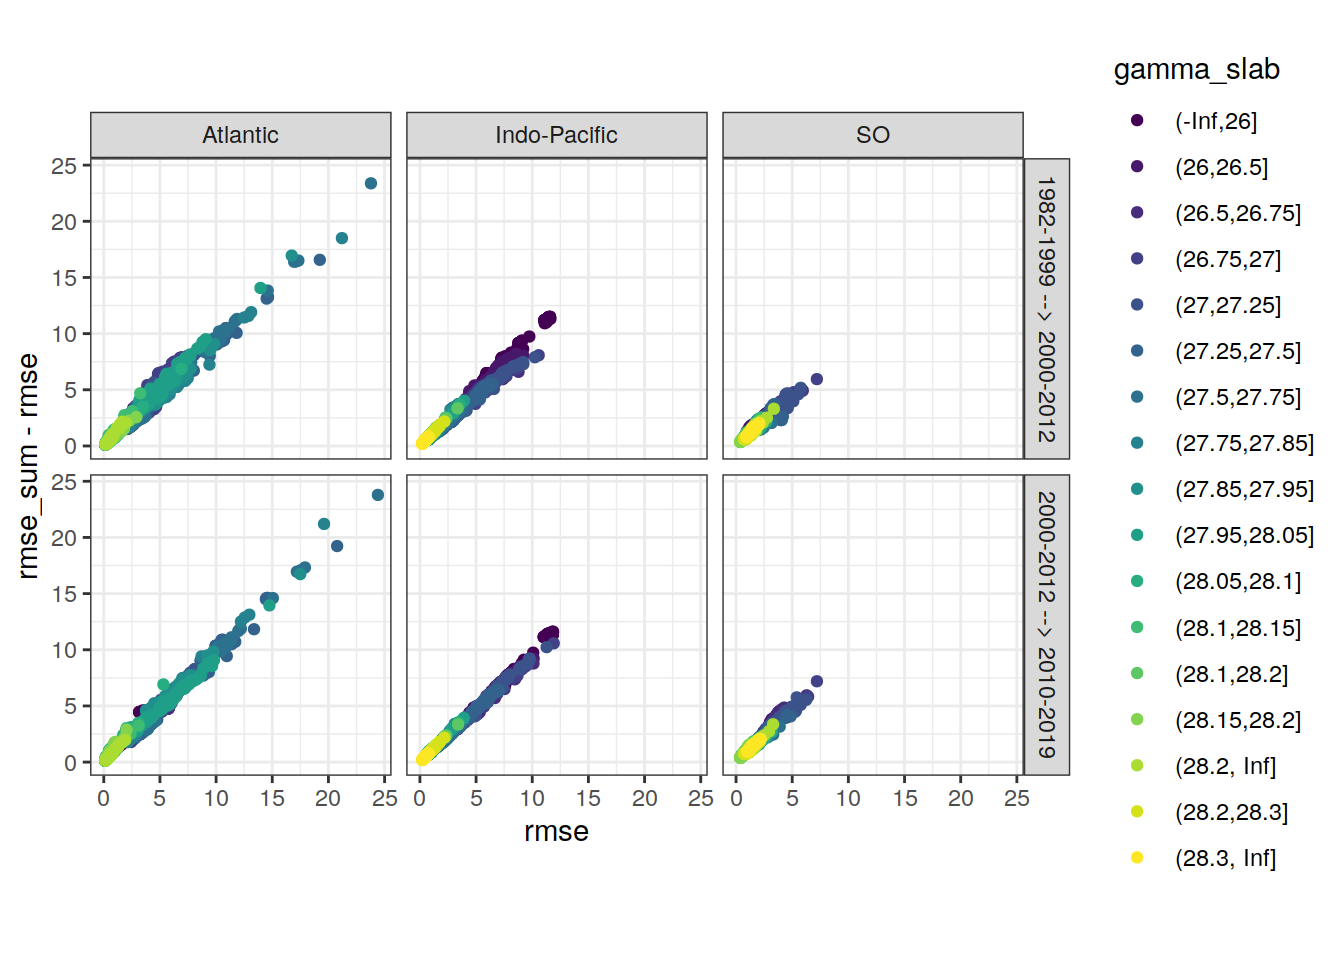 gamma_slab
(-Inf,26]
(26,26.5]
(26.5,26.75]
(26.75,27]
(27,27.25]
(27.25,27.5]
(27.5,27.75]
(27.75,27.85]
(27.85,27.95]
(27.95,28.05]
(28.05,28.1]
(28.1,28.15]
(28.1,28.2]
(28.15,28.2]
(28.2, Inf]
(28.2,28.3]
(28.3, Inf]
Atlantic
Indo-Pacific
SO
1982-1999 --> 2000-2012
2000-2012 --> 2010-2019
rmse_sum - rmse
25
20
15
10
5
0
25
20
15
10
5
0
0 5 10 15 20 25
0 5 10 15 20 25
0 5 10 15 20 25
rmse